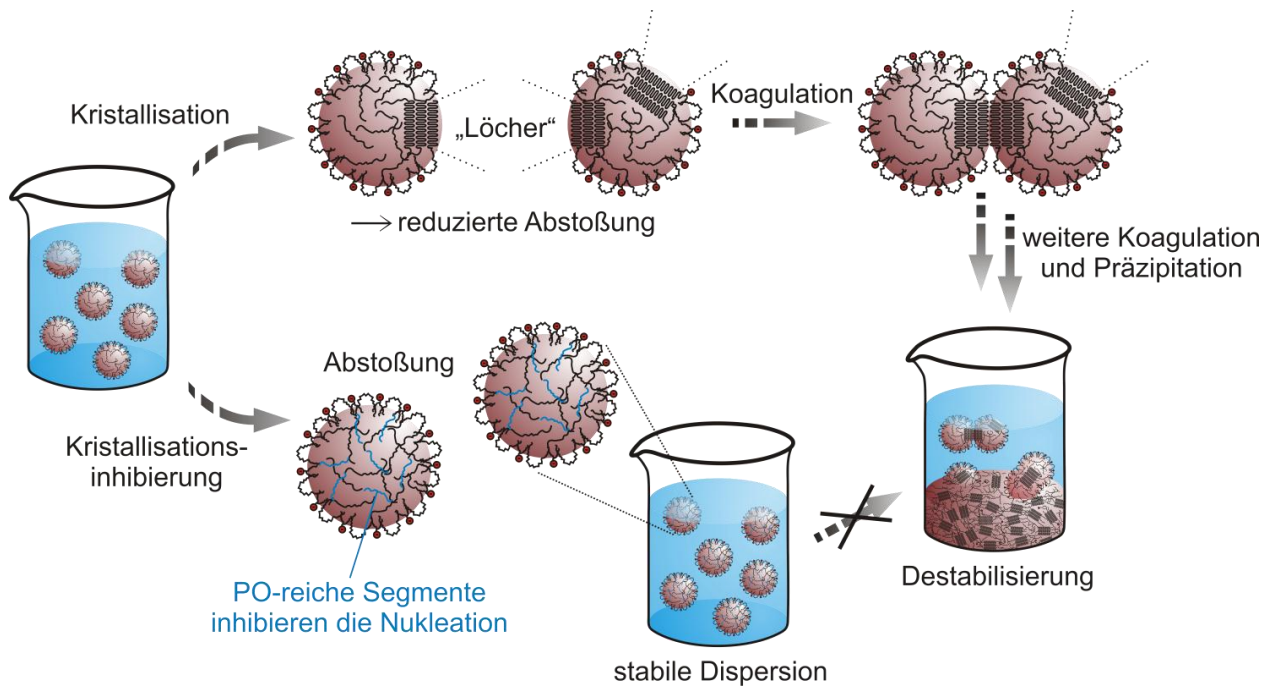 Kristallisation
„Löcher“
Koagulation
→ reduzierte Abstoßung
weitere Koagulation
und Präzipitation
Abstoßung
Kristallisations-
inhibierung
PO-reiche Segmente
inhibieren die Nukleation
stabile Dispersion
Destabilisierung